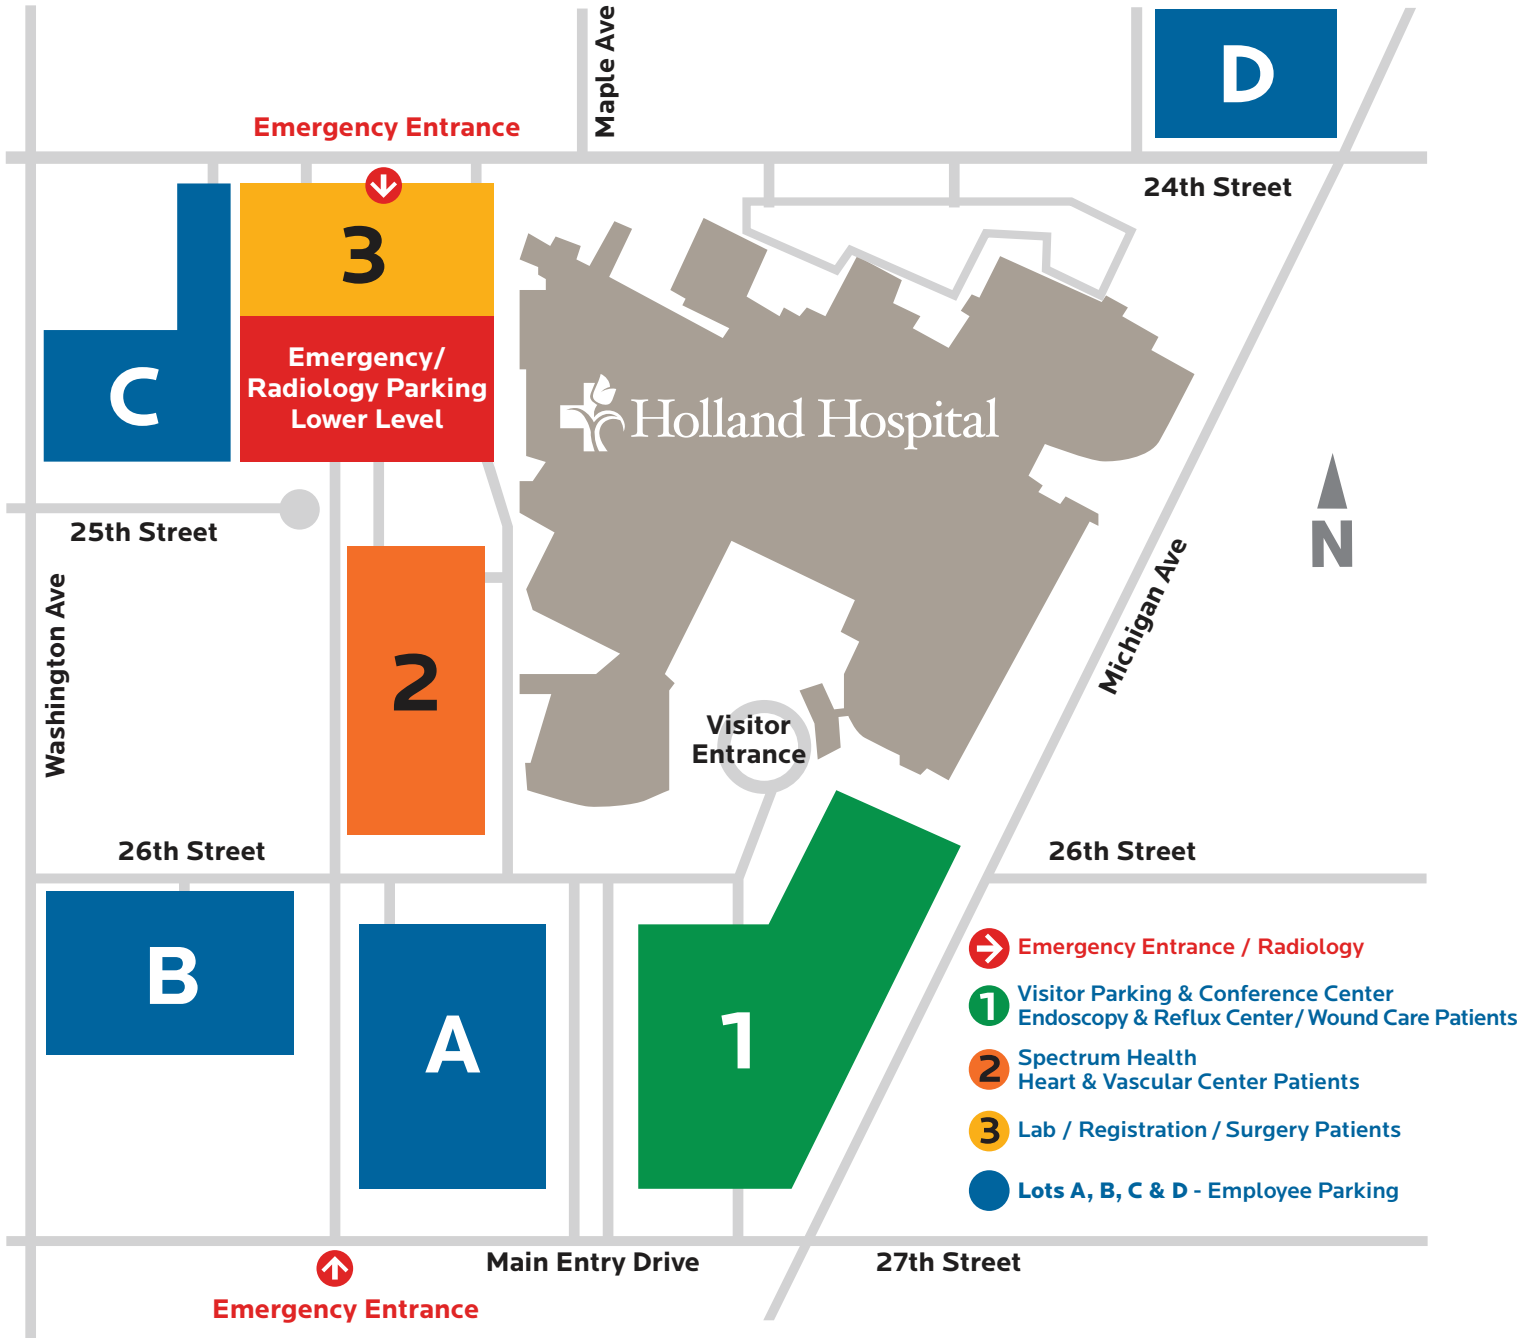 Maple Ave
D
Emergency Entrance
24th Street
3
Emergency/
Radiology Parking
Lower Level
C
Holland Hospital
25th Street
N
Washington Ave
Michigan Ave
2
Visitor
Entrance
26th Street
26th Street
B
A
1
Emergency Entrance / Radiology
1 Visitor Parking & Conference Center
Endoscopy & Reflux Center / Wound Care Patients
2 Spectrum Health
Heart & Vascular Center Patients
3 Lab / Registration / Surgery Patients
Lots A, B, C & D - Employee Parking
Main Entry Drive
27th Street
Emergency Entrance